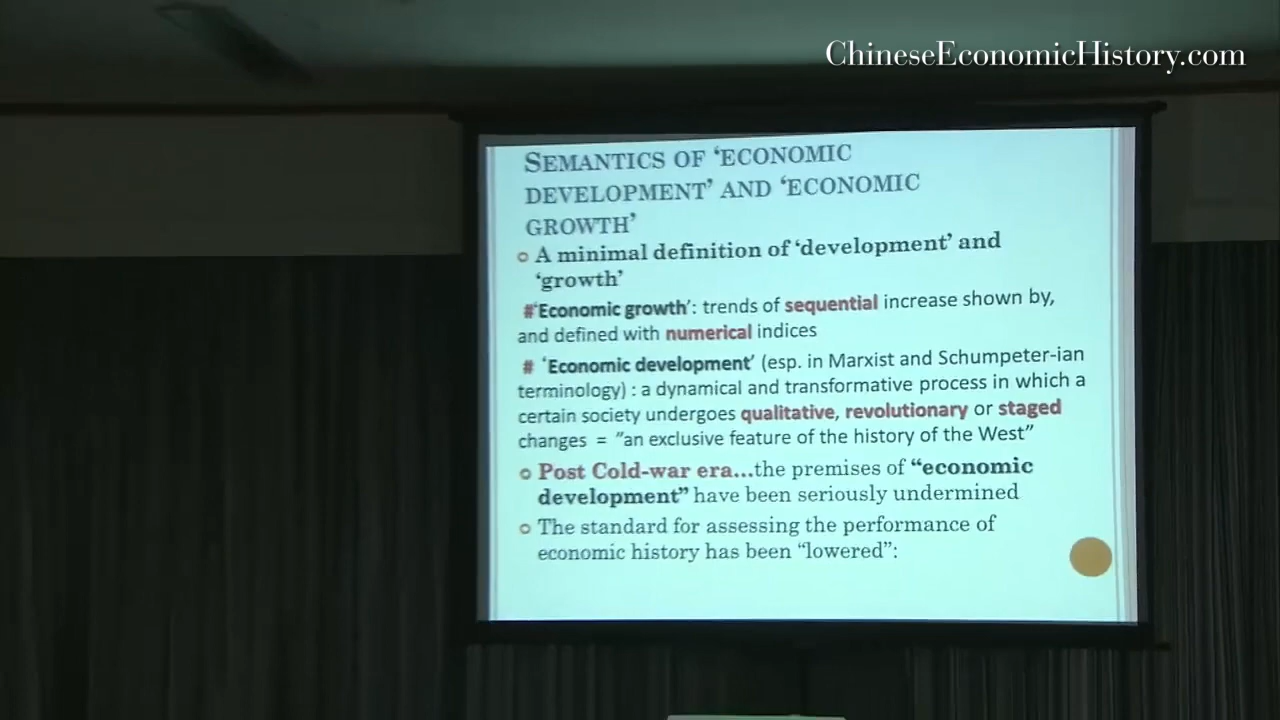 ChineseEconomicHistory.com
SEMANTICS OF ‘ECONOMIC
DEVELOPMENT’ AND ‘ECONOMIC
GROWTH’
A minimal definition of ‘development’ and
‘growth’
#‘Economic growth’: trends of sequential increase shown by,
and defined with numerical indices
# ‘Economic development’ (esp. in Marxist and Schumpeter-ian
terminology) : a dynamical and transformative process in which a
certain society undergoes qualitative, revolutionary or staged
changes = “an exclusive feature of the history of the West”
Post Cold-war era...the premises of “economic
development” have been seriously undermined
The standard for assessing the performance of
economic history has been “lowered”: